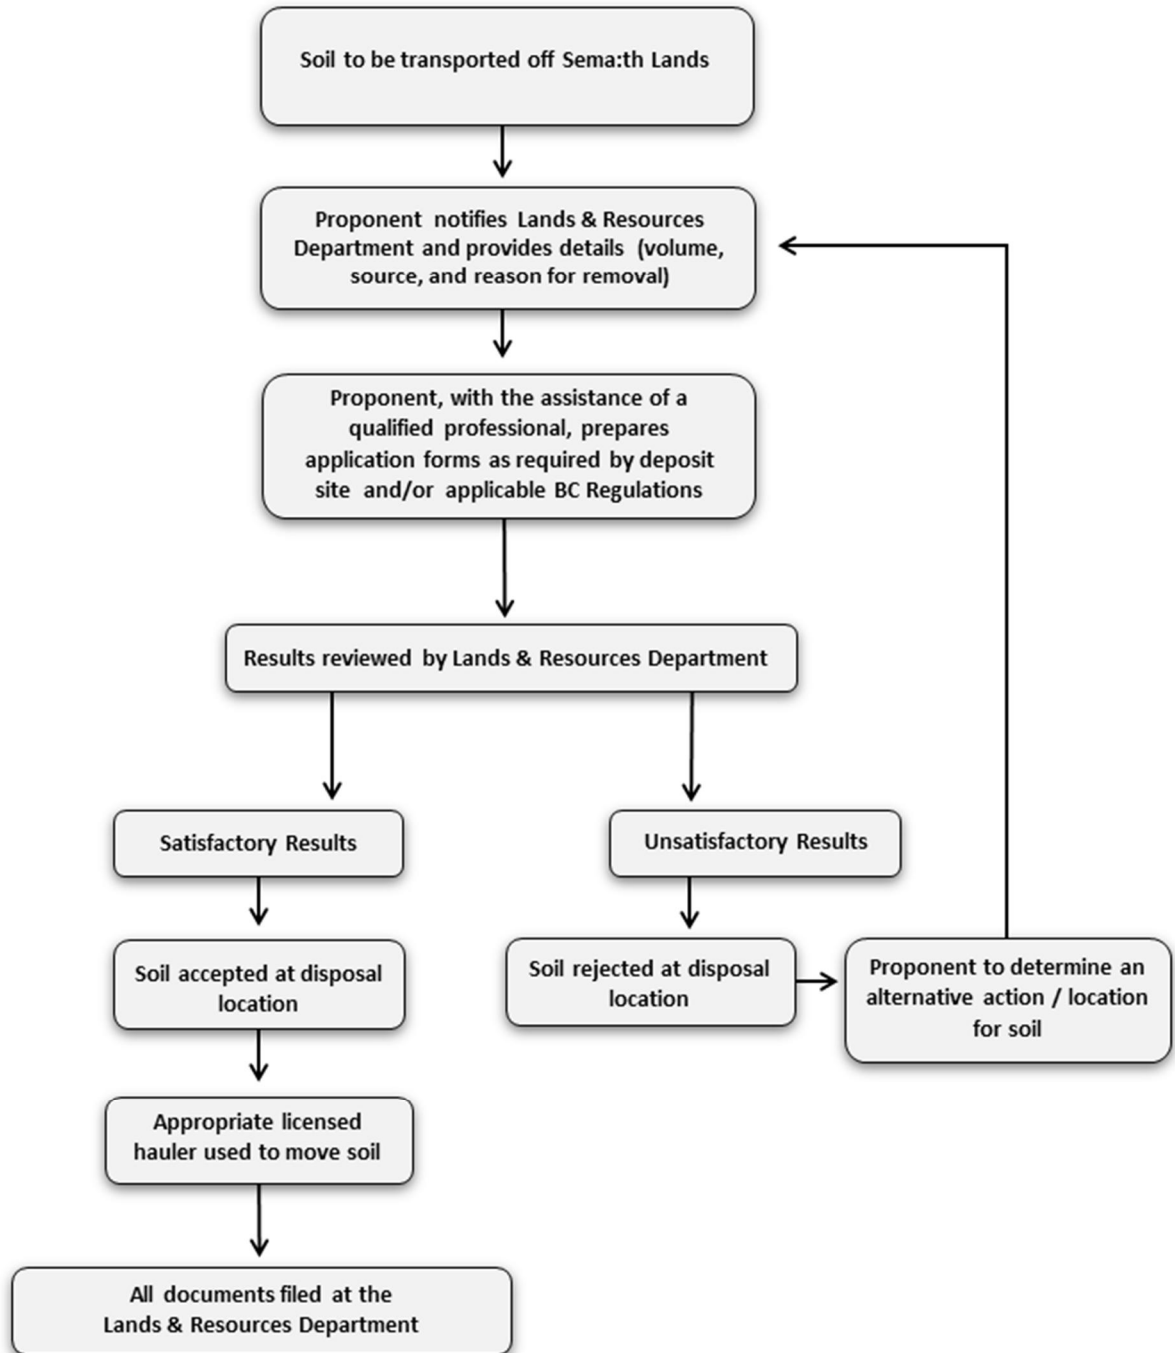 Soil to be transported off Sema:th Lands
Proponent notifies Lands & Resources
Department and provides details (volume,
source, and reason for removal)
Proponent, with the assistance of a
qualified professional, prepares
application forms as required by deposit
site and/or applicable BC Regulations
Results reviewed by Lands & Resources Department
Satisfactory Results
Unsatisfactory Results
Soil accepted at disposal
location
Soil rejected at disposal
location
Proponent to determine an
alternative action / location
for soil
Appropriate licensed
hauler used to move soil
All documents filed at the
Lands & Resources Department